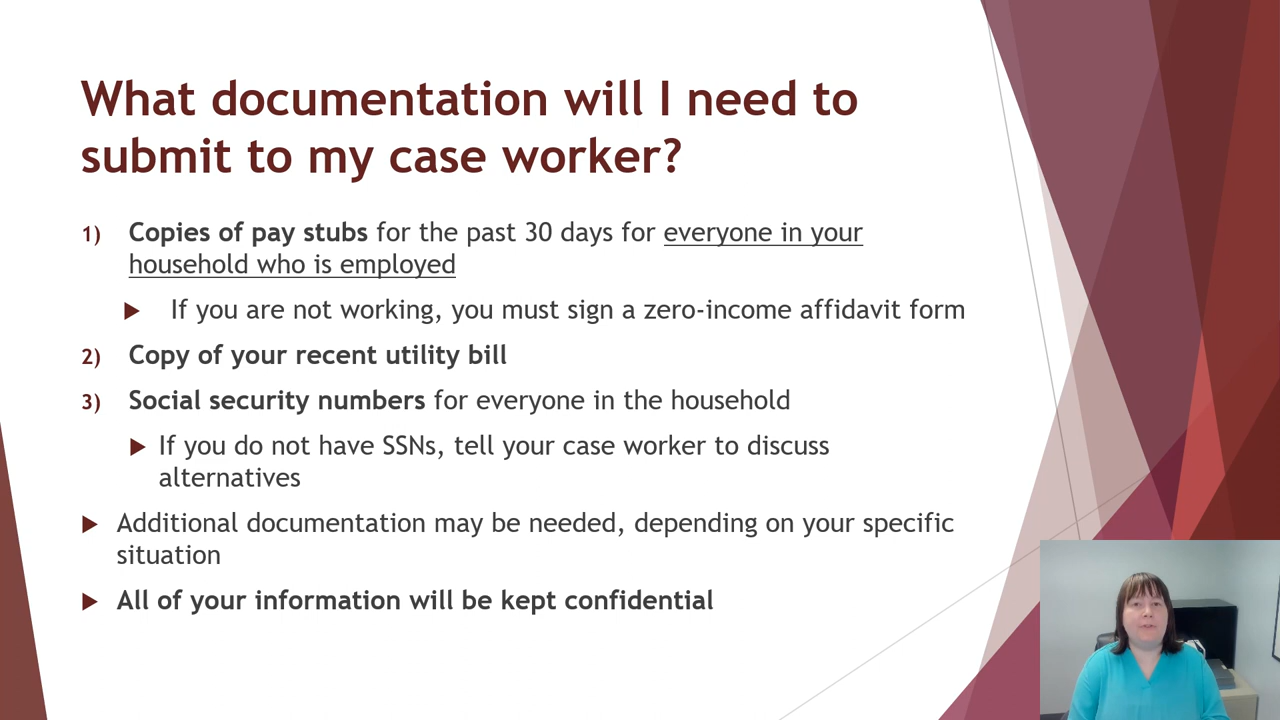 What documentation will I need to
submit to my case worker?
1) Copies of pay stubs for the past 30 days for everyone in your
household who is employed
If you are not working, you must sign a zero-income affidavit form
2) Copy of your recent utility bill
3) Social security numbers for everyone in the household
If you do not have SSNs, tell your case worker to discuss
alternatives
Additional documentation may be needed, depending on your specific
situation
All of your information will be kept confidential